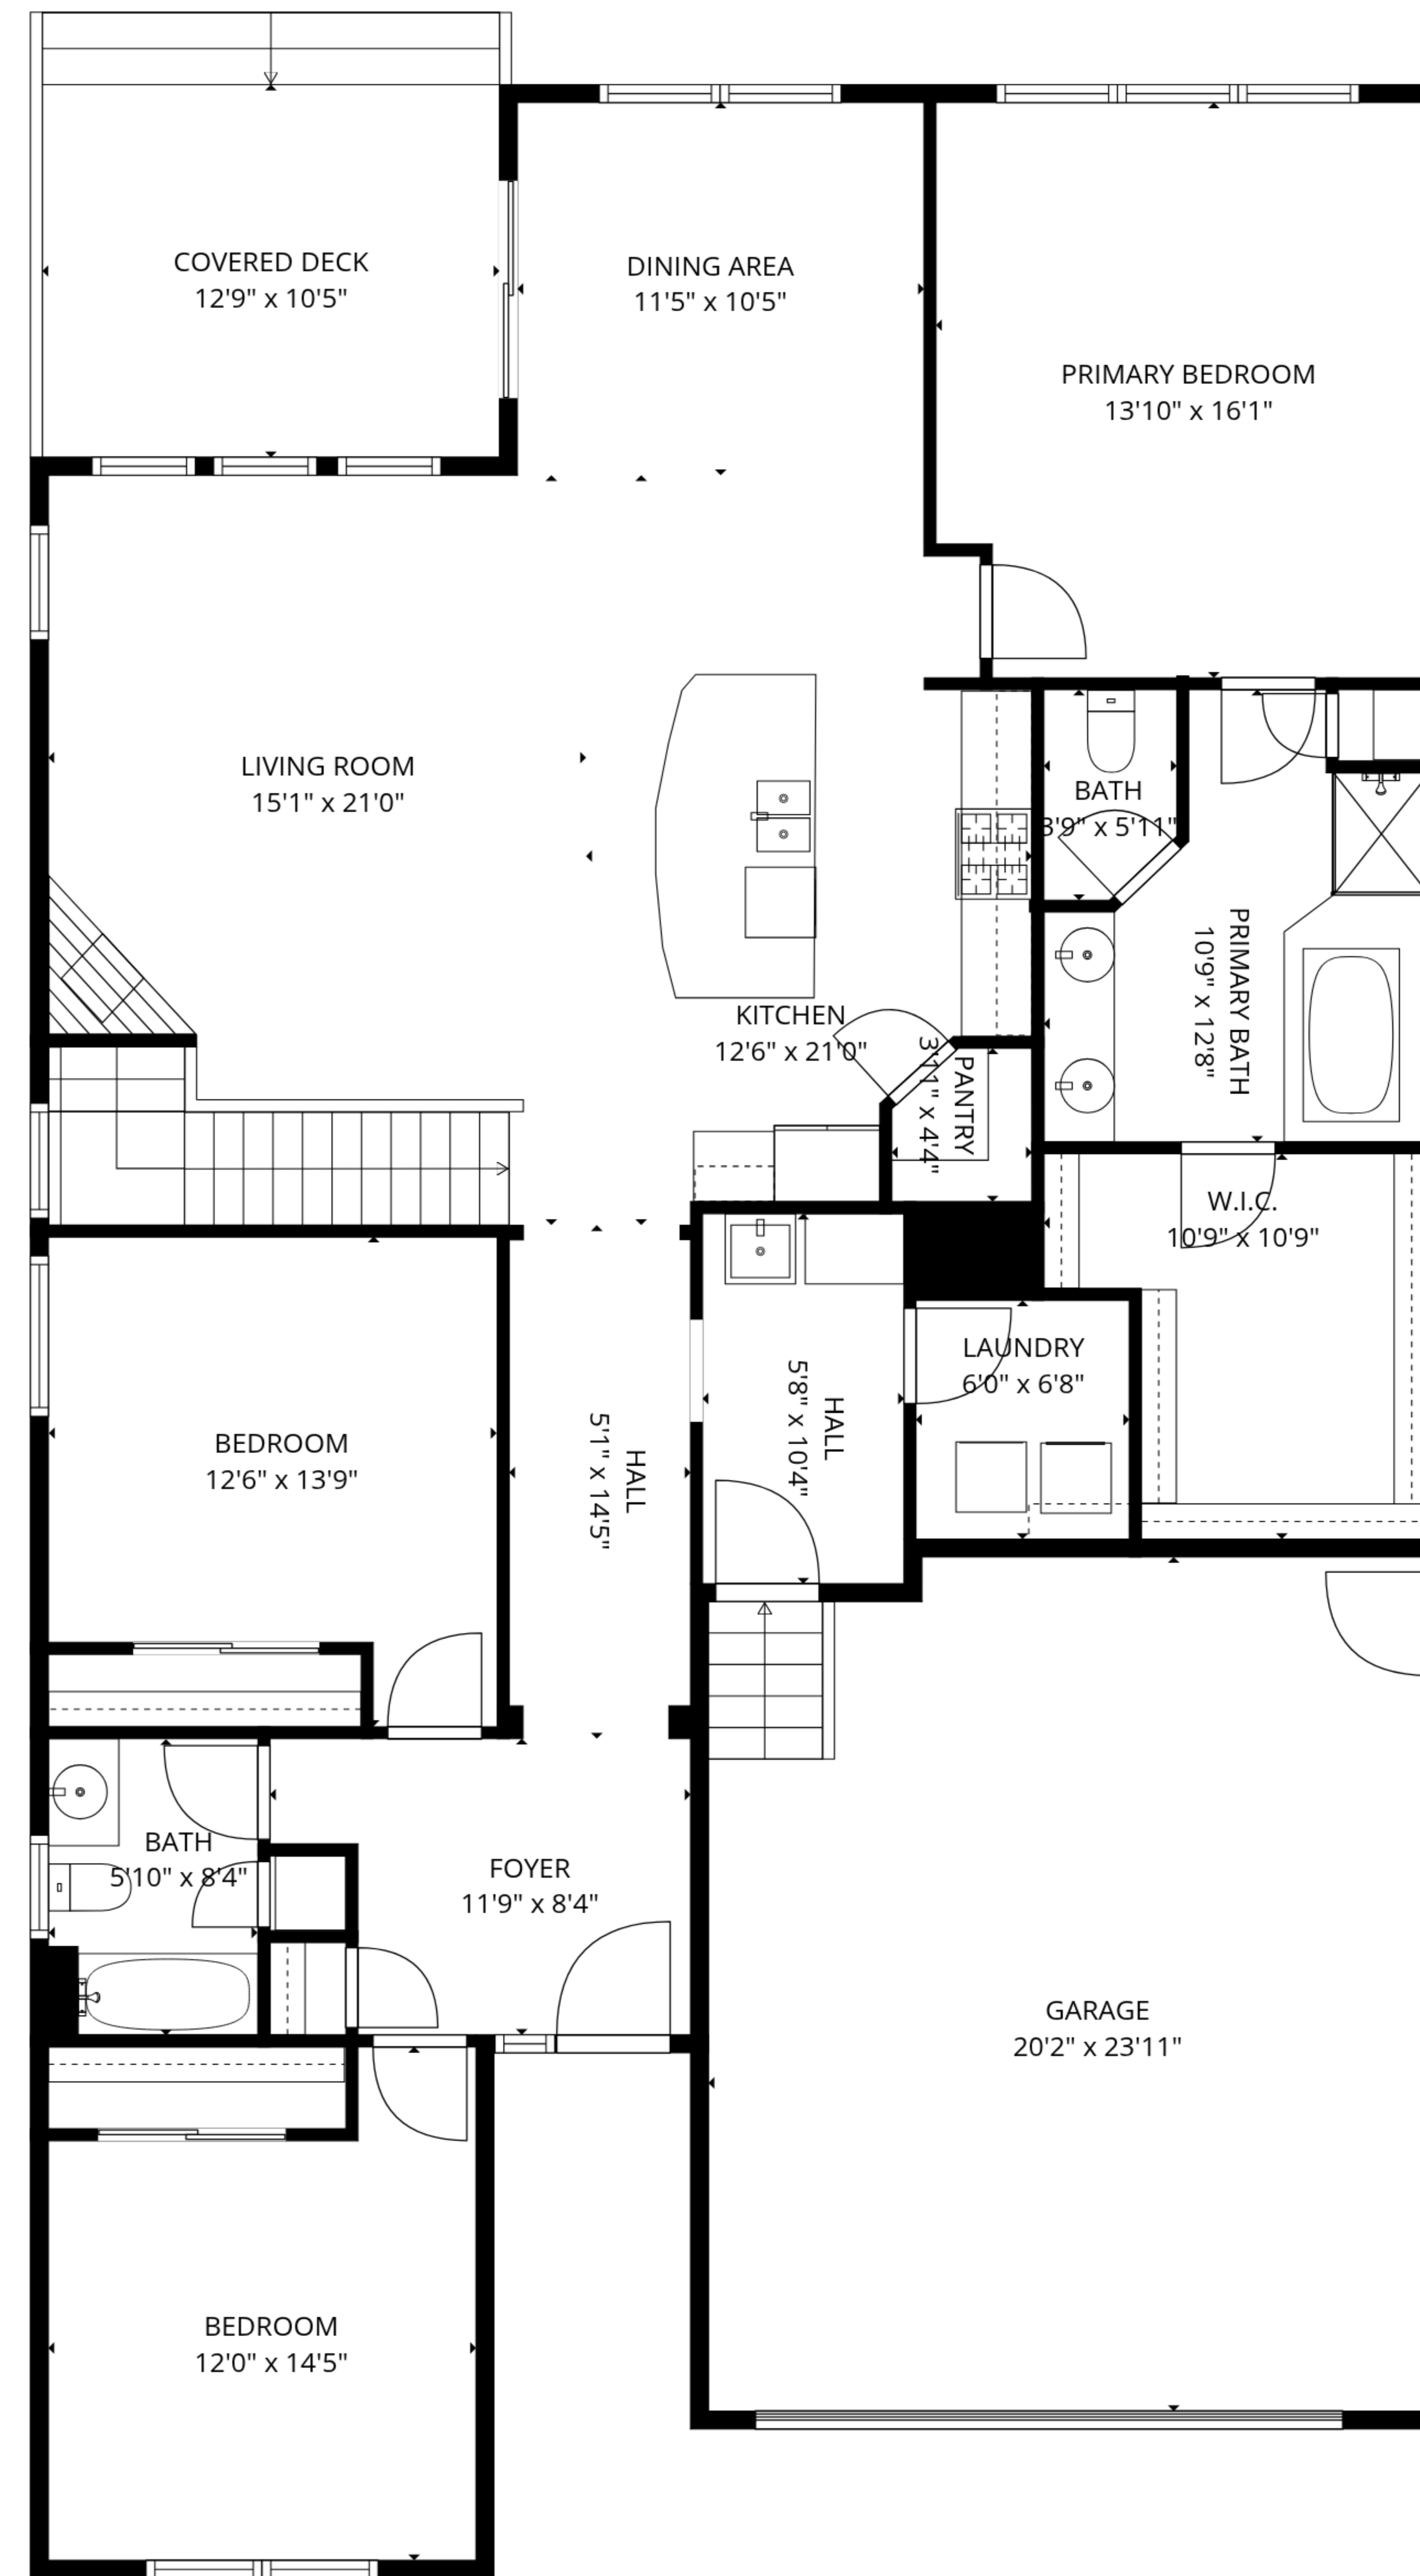 COVERED DECK
12'9" x 10'5"
DINING AREA
11'5" x 10'5"
PRIMARY BEDROOM
13'10" x 16'1"
LIVING ROOM
15'1" x 21'0"
BATH
3'9" x 5'11"
PRIMARY BATH
10'9" x 12'8"
KITCHEN
12'6" x 21'0"
PANTRY
3'11" x 4'4"
W.I.C.
10'9" x 10'9"
LAUNDRY
6'0" x 6'8"
HALL
5'8" x 10'4"
BEDROOM
12'6" x 13'9"
HALL
5'1" x 14'5"
BATH
5'10" x 8'4"
FOYER
11'9" x 8'4"
GARAGE
20'2" x 23'11"
BEDROOM
12'0" x 14'5"